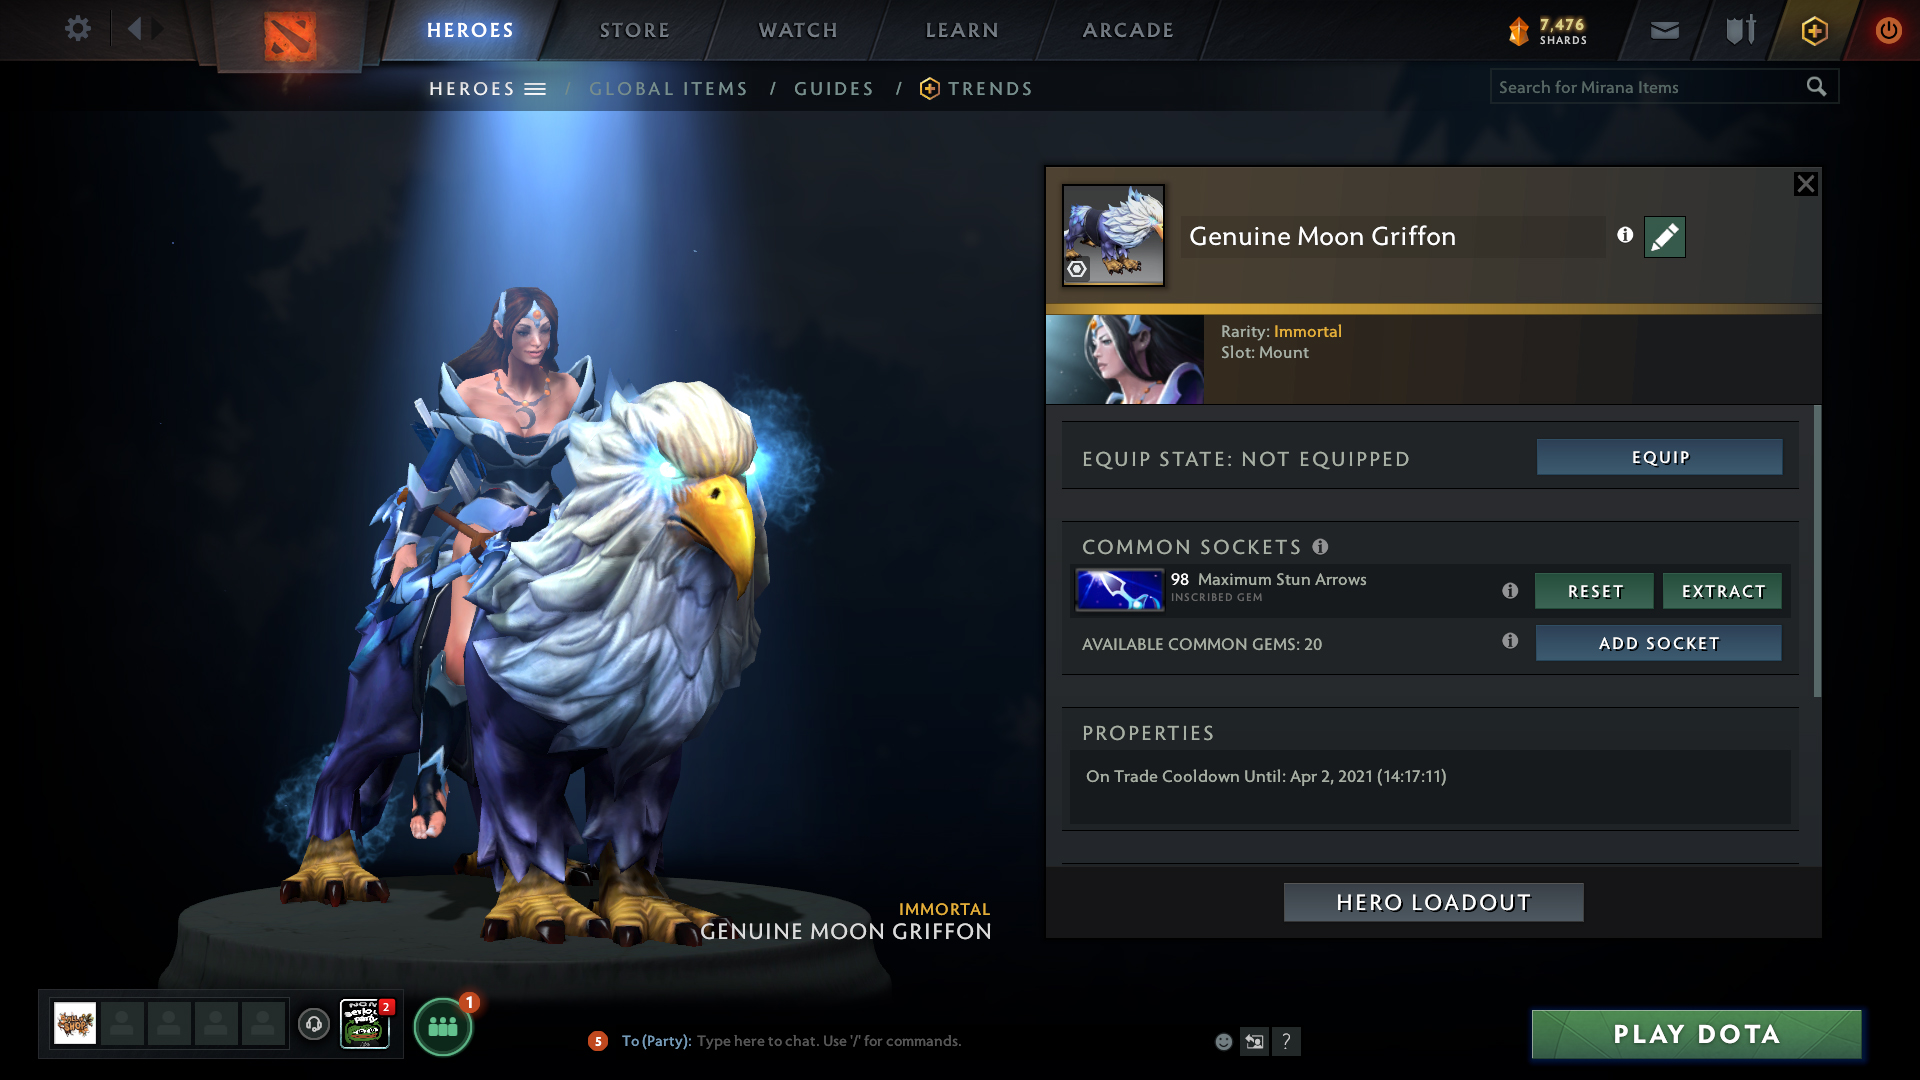 HEROES
STORE
WATCH
LEARN
ARCADE
7,476
SHARDS
HEROES / GLOBAL ITEMS / GUIDES / TRENDS
Search for Mirana Items
Genuine Moon Griffon
Rarity: Immortal
Slot: Mount
EQUIP STATE: NOT EQUIPPED
EQUIP
COMMON SOCKETS
98 Maximum Stun Arrows
INSCRIBED GEM
RESET
EXTRACT
AVAILABLE COMMON GEMS: 20
ADD SOCKET
PROPERTIES
On Trade Cooldown Until: Apr 2, 2021 (14:17:11)
HERO LOADOUT
IMMORTAL
GENUINE MOON GRIFFON
2
1
5
To (Party): Type here to chat. Use '/' for commands.
?
PLAY DOTA